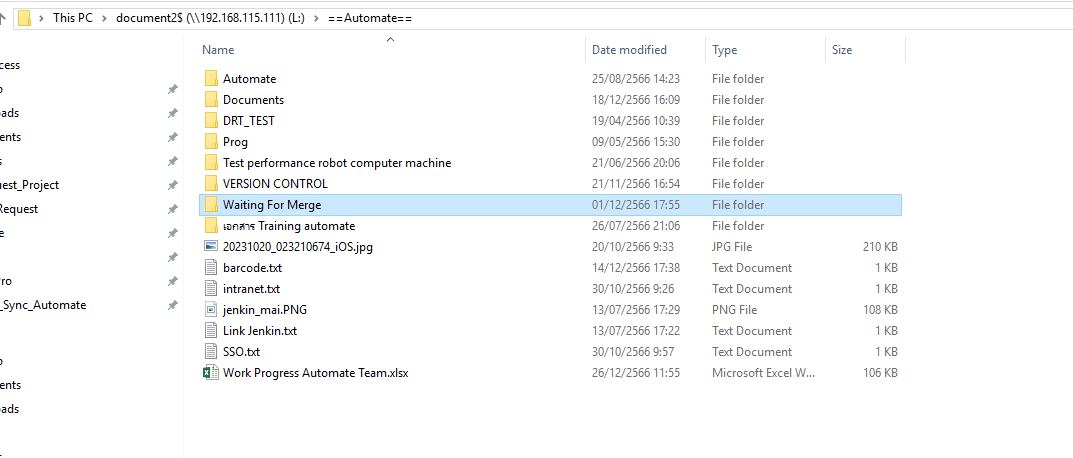 This PC > document2$ (\\192.168.115.111) (L:) > ==Automate==
Name Date modified Type Size
cess
Automate 25/08/2566 14:23 File folder
Documents 18/12/2566 16:09 File folder
ads
DRT_TEST 19/04/2566 10:39 File folder
ents
Prog 09/05/2566 15:30 File folder
Test performance robot computer machine 21/06/2566 20:06 File folder
est_Project
VERSION CONTROL 21/11/2566 16:54 File folder
Request
Waiting For Merge 01/12/2566 17:55 File folder
เอกสาร Training automate 26/07/2566 21:06 File folder
20231020_023210674_iOS.jpg 20/10/2566 9:33 JPG File 210 KB
barcode.txt 14/12/2566 17:38 Text Document 1 KB
ro
intranet.txt 30/10/2566 9:26 Text Document 1 KB
_Sync_Automate
jenkin_mai.PNG 13/07/2566 17:29 PNG File 108 KB
Link Jenkin.txt 13/07/2566 17:22 Text Document 1 KB
SSO.txt 30/10/2566 9:57 Text Document 1 KB
Work Progress Automate Team.xlsx 26/12/2566 11:55 Microsoft Excel W... 106 KB
ents
ads